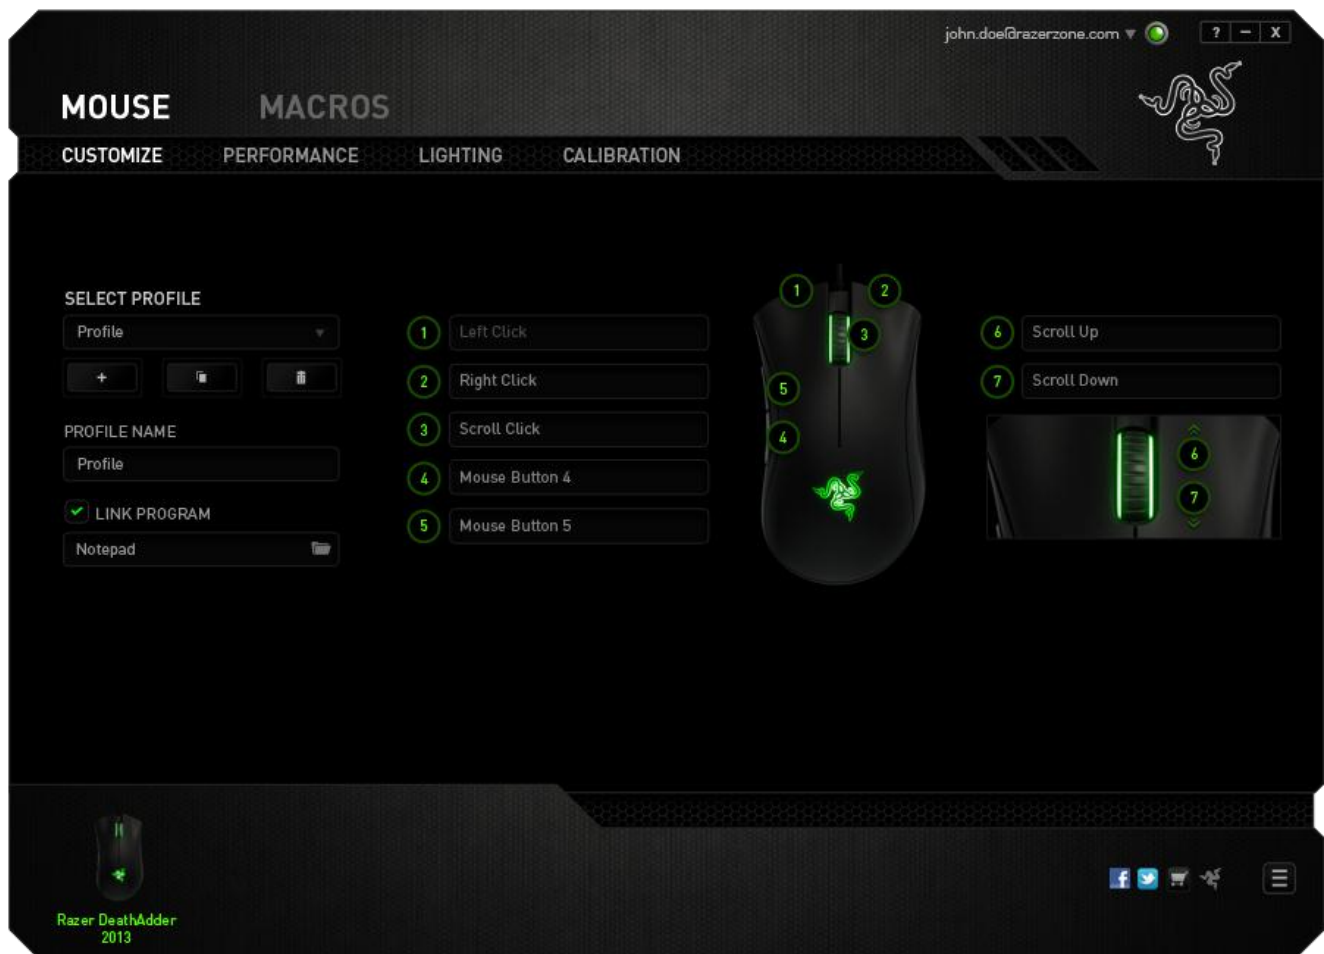 john.doe@razerzone.com
? – X
MOUSE MACROS
CUSTOMIZE PERFORMANCE LIGHTING CALIBRATION
SELECT PROFILE
Profile
+
PROFILE NAME
Profile
LINK PROGRAM
Notepad
1 Left Click
2 Right Click
3 Scroll Click
4 Mouse Button 4
5 Mouse Button 5
1 2
3
5
4
6 Scroll Up
7 Scroll Down
6
7
Razer DeathAdder
2013
f